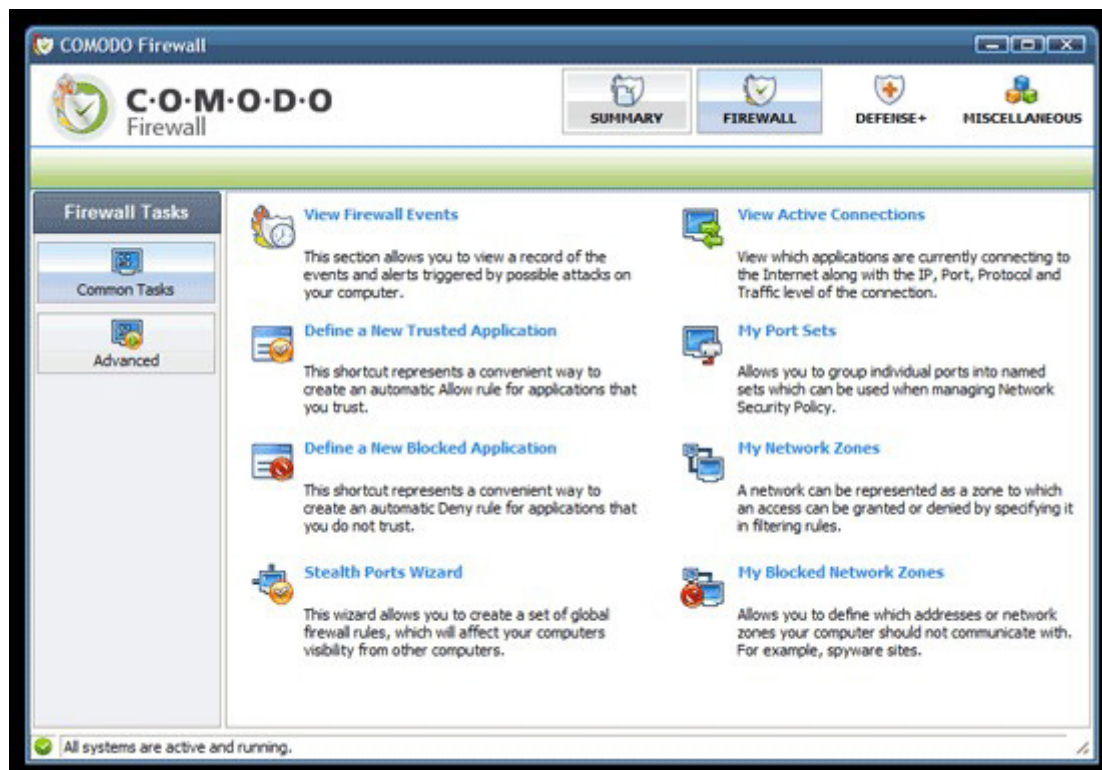 COMODO Firewall
C·O·M·O·D·O
Firewall
SUMMARY
FIREWALL
DEFENSE+
MISCELLANEOUS
Firewall Tasks
Common Tasks
Advanced
View Firewall Events
This section allows you to view a record of the
events and alerts triggered by possible attacks on
your computer.
Define a New Trusted Application
This shortcut represents a convenient way to
create an automatic Allow rule for applications that
you trust.
Define a New Blocked Application
This shortcut represents a convenient way to
create an automatic Deny rule for applications that
you do not trust.
Stealth Ports Wizard
This wizard allows you to create a set of global
firewall rules, which will affect your computers
visibility from other computers.
View Active Connections
View which applications are currently connecting to
the Internet along with the IP, Port, Protocol and
Traffic level of the connection.
My Port Sets
Allows you to group individual ports into named
sets which can be used when managing Network
Security Policy.
My Network Zones
A network can be represented as a zone to which
an access can be granted or denied by specifying it
in filtering rules.
My Blocked Network Zones
Allows you to define which addresses or network
zones your computer should not communicate with.
For example, spyware sites.
All systems are active and running.